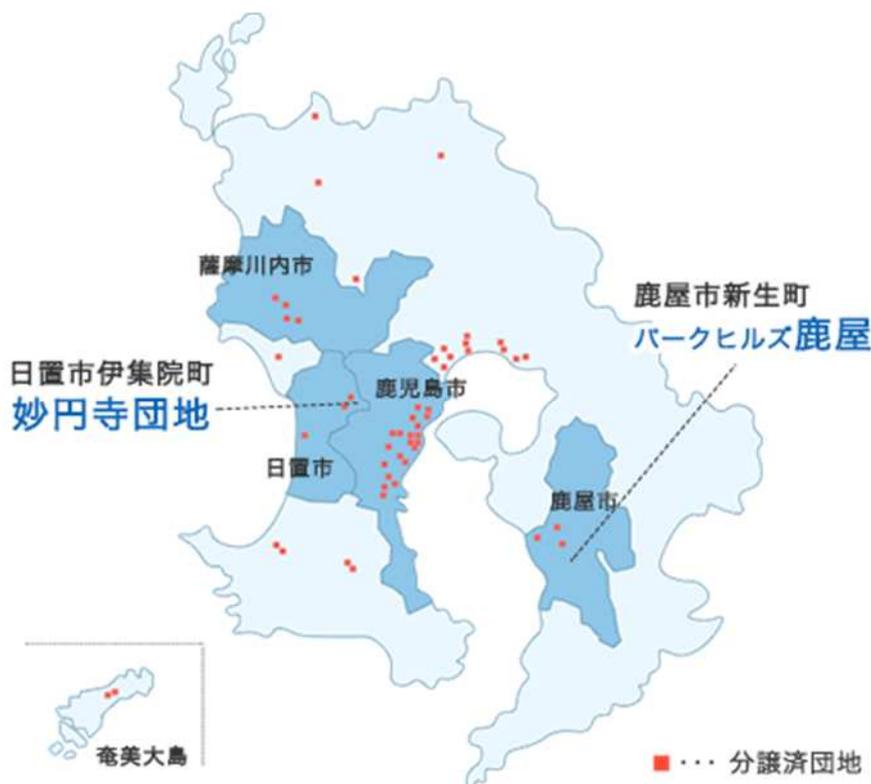 薩摩川内市
鹿屋市新生町
パークヒルズ鹿屋
日置市伊集院町
妙円寺団地
鹿児島市
日置市
鹿屋市
奄美大島
■・・・分譲済団地